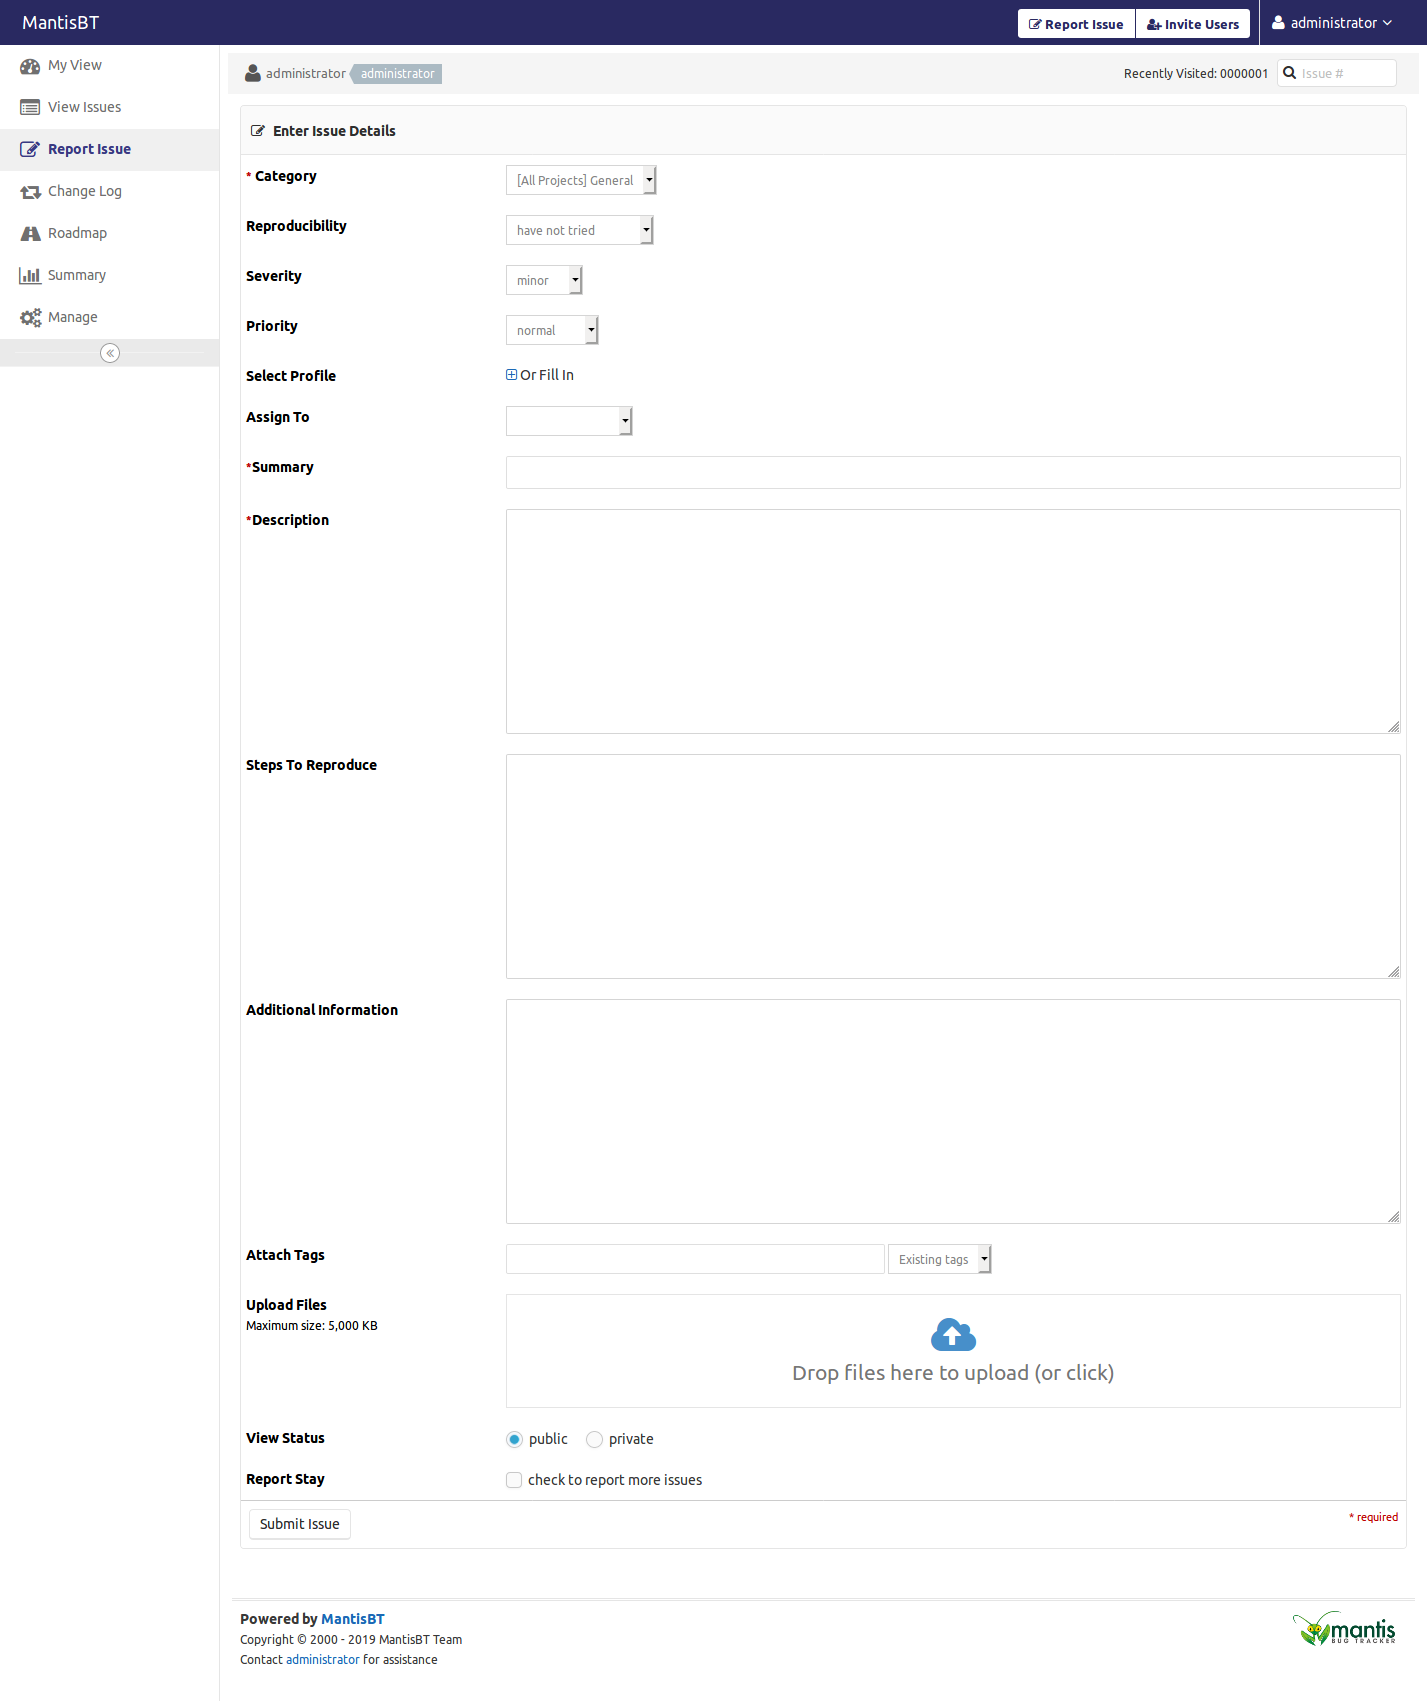 MantisBT
Report Issue
Invite Users
administrator
My View
View Issues
Report Issue
Change Log
Roadmap
Summary
Manage
administrator administrator
Recently Visited: 0000001
Issue #
Enter Issue Details
* Category
[All Projects] General
Reproducibility
have not tried
Severity
minor
Priority
normal
Select Profile
Or Fill In
Assign To
*Summary
*Description
Steps To Reproduce
Additional Information
Attach Tags
Existing tags
Upload Files
Maximum size: 5,000 KB
Drop files here to upload (or click)
View Status
public private
Report Stay
check to report more issues
Submit Issue
* required
Powered by MantisBT
Copyright © 2000 - 2019 MantisBT Team
Contact administrator for assistance
mantis
BUG TRACKER